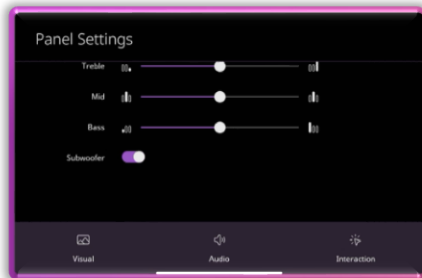 Panel Settings
Treble
Mid
Bass
Subwoofer
Visual Audio Interaction